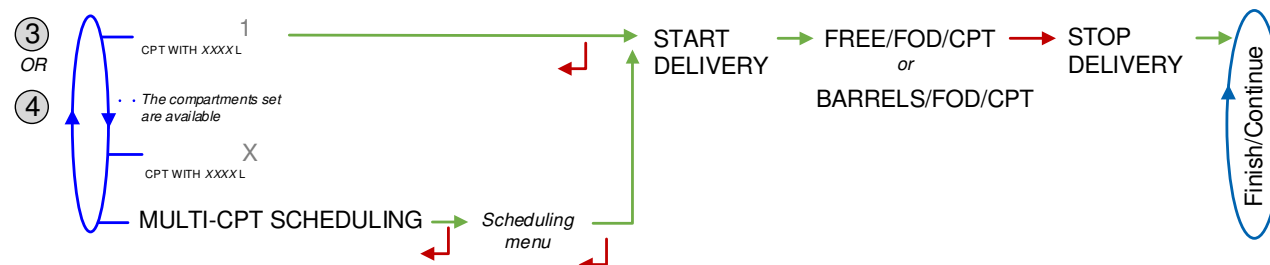 3
OR
4
1
CPT WITH XXXX L
· · The compartments set
are available
X
CPT WITH XXXX L
MULTI-CPT SCHEDULING
Scheduling
menu
START
DELIVERY
FREE/FOD/CPT
or
BARRELS/FOD/CPT
STOP
DELIVERY
Finish/Continue